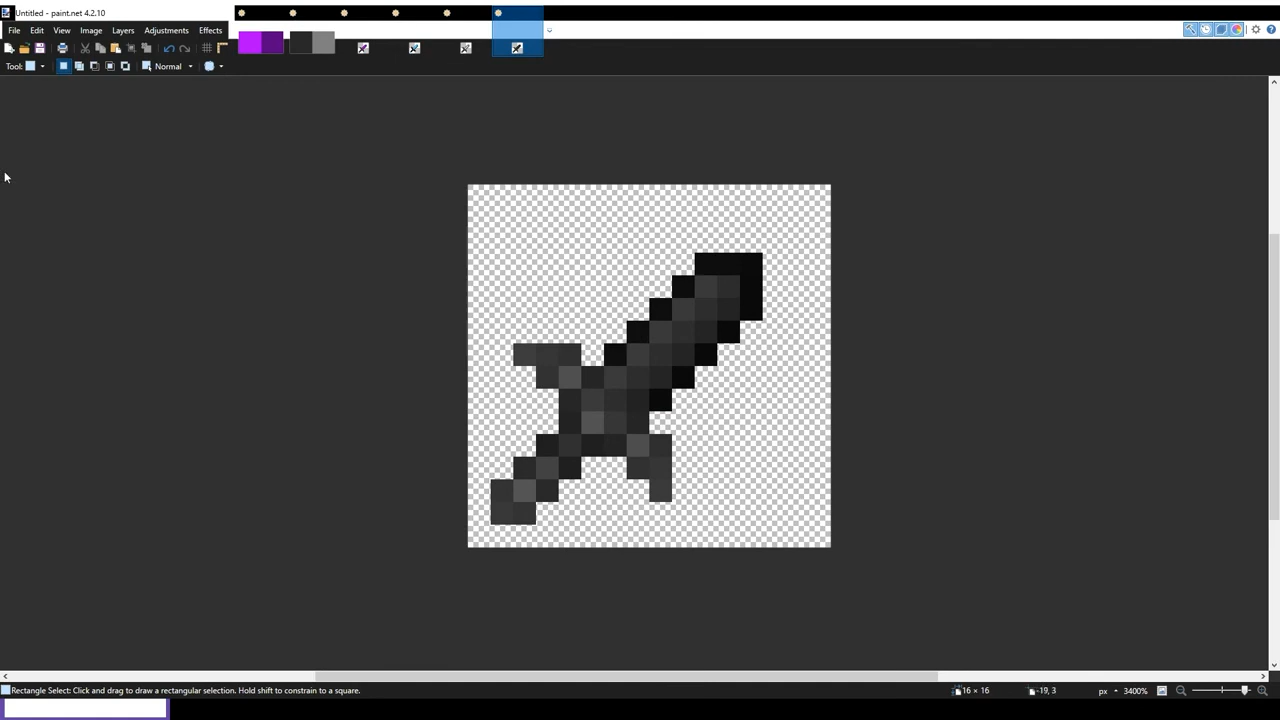 Untitled - paint.net 4.2.10
File Edit View Image Layers Adjustments Effects
Tool: Normal
Rectangle Select: Click and drag to draw a rectangular selection. Hold shift to constrain to a square. 16 × 16 -19, 3 px 3400%